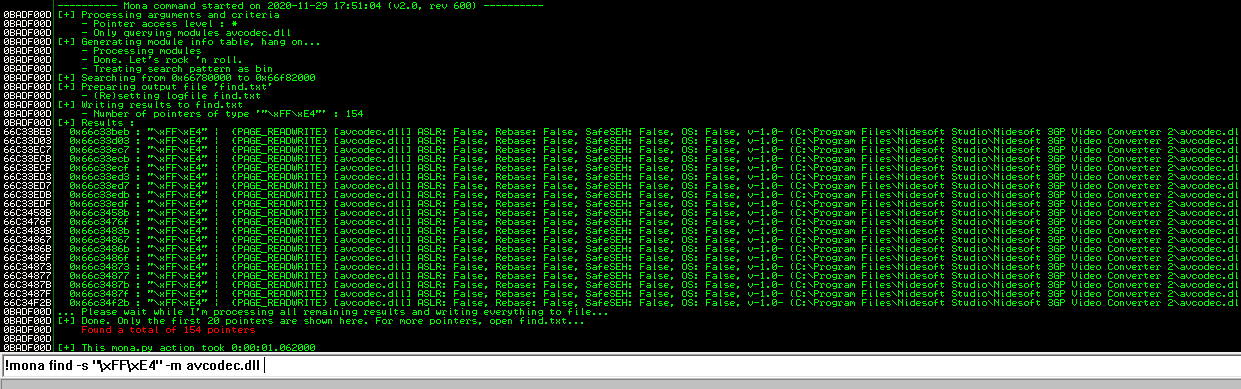 ---------- Mona command started on 2020-11-29 17:51:04 (v2.0, rev 600) ----------
0BADF00D [+] Processing arguments and criteria
0BADF00D - Pointer access level : *
0BADF00D - Only querying modules avcodec.dll
0BADF00D [+] Generating module info table, hang on...
0BADF00D - Processing modules
0BADF00D - Done. Let's rock 'n roll.
0BADF00D - Treating search pattern as bin
0BADF00D [+] Searching from 0x66780000 to 0x66f82000
0BADF00D [+] Preparing output file 'find.txt'
0BADF00D - (Re)setting logfile find.txt
0BADF00D [+] Writing results to find.txt
0BADF00D - Number of pointers of type '"\xFF\xE4"' : 154
0BADF00D [+] Results :
66C33BEB 0x66c33beb : "\xFF\xE4" | {PAGE_READWRITE} [avcodec.dll] ASLR: False, Rebase: False, SafeSEH: False, OS: False, v-1.0- (C:\Program Files\Nidesoft Studio\Nidesoft 3GP Video Converter 2\avcodec.dl
66C33D03 0x66c33d03 : "\xFF\xE4" | {PAGE_READWRITE} [avcodec.dll] ASLR: False, Rebase: False, SafeSEH: False, OS: False, v-1.0- (C:\Program Files\Nidesoft Studio\Nidesoft 3GP Video Converter 2\avcodec.dl
66C33EC7 0x66c33ec7 : "\xFF\xE4" | {PAGE_READWRITE} [avcodec.dll] ASLR: False, Rebase: False, SafeSEH: False, OS: False, v-1.0- (C:\Program Files\Nidesoft Studio\Nidesoft 3GP Video Converter 2\avcodec.dl
66C33ECB 0x66c33ecb : "\xFF\xE4" | {PAGE_READWRITE} [avcodec.dll] ASLR: False, Rebase: False, SafeSEH: False, OS: False, v-1.0- (C:\Program Files\Nidesoft Studio\Nidesoft 3GP Video Converter 2\avcodec.dl
66C33ECF 0x66c33ecf : "\xFF\xE4" | {PAGE_READWRITE} [avcodec.dll] ASLR: False, Rebase: False, SafeSEH: False, OS: False, v-1.0- (C:\Program Files\Nidesoft Studio\Nidesoft 3GP Video Converter 2\avcodec.dl
66C33ED3 0x66c33ed3 : "\xFF\xE4" | {PAGE_READWRITE} [avcodec.dll] ASLR: False, Rebase: False, SafeSEH: False, OS: False, v-1.0- (C:\Program Files\Nidesoft Studio\Nidesoft 3GP Video Converter 2\avcodec.dl
66C33ED7 0x66c33ed7 : "\xFF\xE4" | {PAGE_READWRITE} [avcodec.dll] ASLR: False, Rebase: False, SafeSEH: False, OS: False, v-1.0- (C:\Program Files\Nidesoft Studio\Nidesoft 3GP Video Converter 2\avcodec.dl
66C33EDB 0x66c33edb : "\xFF\xE4" | {PAGE_READWRITE} [avcodec.dll] ASLR: False, Rebase: False, SafeSEH: False, OS: False, v-1.0- (C:\Program Files\Nidesoft Studio\Nidesoft 3GP Video Converter 2\avcodec.dl
66C33EDF 0x66c33edf : "\xFF\xE4" | {PAGE_READWRITE} [avcodec.dll] ASLR: False, Rebase: False, SafeSEH: False, OS: False, v-1.0- (C:\Program Files\Nidesoft Studio\Nidesoft 3GP Video Converter 2\avcodec.dl
66C3458B 0x66c3458b : "\xFF\xE4" | {PAGE_READWRITE} [avcodec.dll] ASLR: False, Rebase: False, SafeSEH: False, OS: False, v-1.0- (C:\Program Files\Nidesoft Studio\Nidesoft 3GP Video Converter 2\avcodec.dl
66C3476F 0x66c3476f : "\xFF\xE4" | {PAGE_READWRITE} [avcodec.dll] ASLR: False, Rebase: False, SafeSEH: False, OS: False, v-1.0- (C:\Program Files\Nidesoft Studio\Nidesoft 3GP Video Converter 2\avcodec.dl
66C3483B 0x66c3483b : "\xFF\xE4" | {PAGE_READWRITE} [avcodec.dll] ASLR: False, Rebase: False, SafeSEH: False, OS: False, v-1.0- (C:\Program Files\Nidesoft Studio\Nidesoft 3GP Video Converter 2\avcodec.dl
66C34867 0x66c34867 : "\xFF\xE4" | {PAGE_READWRITE} [avcodec.dll] ASLR: False, Rebase: False, SafeSEH: False, OS: False, v-1.0- (C:\Program Files\Nidesoft Studio\Nidesoft 3GP Video Converter 2\avcodec.dl
66C3486B 0x66c3486b : "\xFF\xE4" | {PAGE_READWRITE} [avcodec.dll] ASLR: False, Rebase: False, SafeSEH: False, OS: False, v-1.0- (C:\Program Files\Nidesoft Studio\Nidesoft 3GP Video Converter 2\avcodec.dl
66C3486F 0x66c3486f : "\xFF\xE4" | {PAGE_READWRITE} [avcodec.dll] ASLR: False, Rebase: False, SafeSEH: False, OS: False, v-1.0- (C:\Program Files\Nidesoft Studio\Nidesoft 3GP Video Converter 2\avcodec.dl
66C34873 0x66c34873 : "\xFF\xE4" | {PAGE_READWRITE} [avcodec.dll] ASLR: False, Rebase: False, SafeSEH: False, OS: False, v-1.0- (C:\Program Files\Nidesoft Studio\Nidesoft 3GP Video Converter 2\avcodec.dl
66C34877 0x66c34877 : "\xFF\xE4" | {PAGE_READWRITE} [avcodec.dll] ASLR: False, Rebase: False, SafeSEH: False, OS: False, v-1.0- (C:\Program Files\Nidesoft Studio\Nidesoft 3GP Video Converter 2\avcodec.dl
66C3487B 0x66c3487b : "\xFF\xE4" | {PAGE_READWRITE} [avcodec.dll] ASLR: False, Rebase: False, SafeSEH: False, OS: False, v-1.0- (C:\Program Files\Nidesoft Studio\Nidesoft 3GP Video Converter 2\avcodec.dl
66C3487F 0x66c3487f : "\xFF\xE4" | {PAGE_READWRITE} [avcodec.dll] ASLR: False, Rebase: False, SafeSEH: False, OS: False, v-1.0- (C:\Program Files\Nidesoft Studio\Nidesoft 3GP Video Converter 2\avcodec.dl
66C34F2B 0x66c34f2b : "\xFF\xE4" | {PAGE_READWRITE} [avcodec.dll] ASLR: False, Rebase: False, SafeSEH: False, OS: False, v-1.0- (C:\Program Files\Nidesoft Studio\Nidesoft 3GP Video Converter 2\avcodec.dl
0BADF00D ... Please wait while I'm processing all remaining results and writing everything to file...
0BADF00D [+] Done. Only the first 20 pointers are shown here. For more pointers, open find.txt...
0BADF00D Found a total of 154 pointers
0BADF00D
0BADF00D [+] This mona.py action took 0:00:01.062000
!mona find -s "\xFF\xE4" -m avcodec.dll